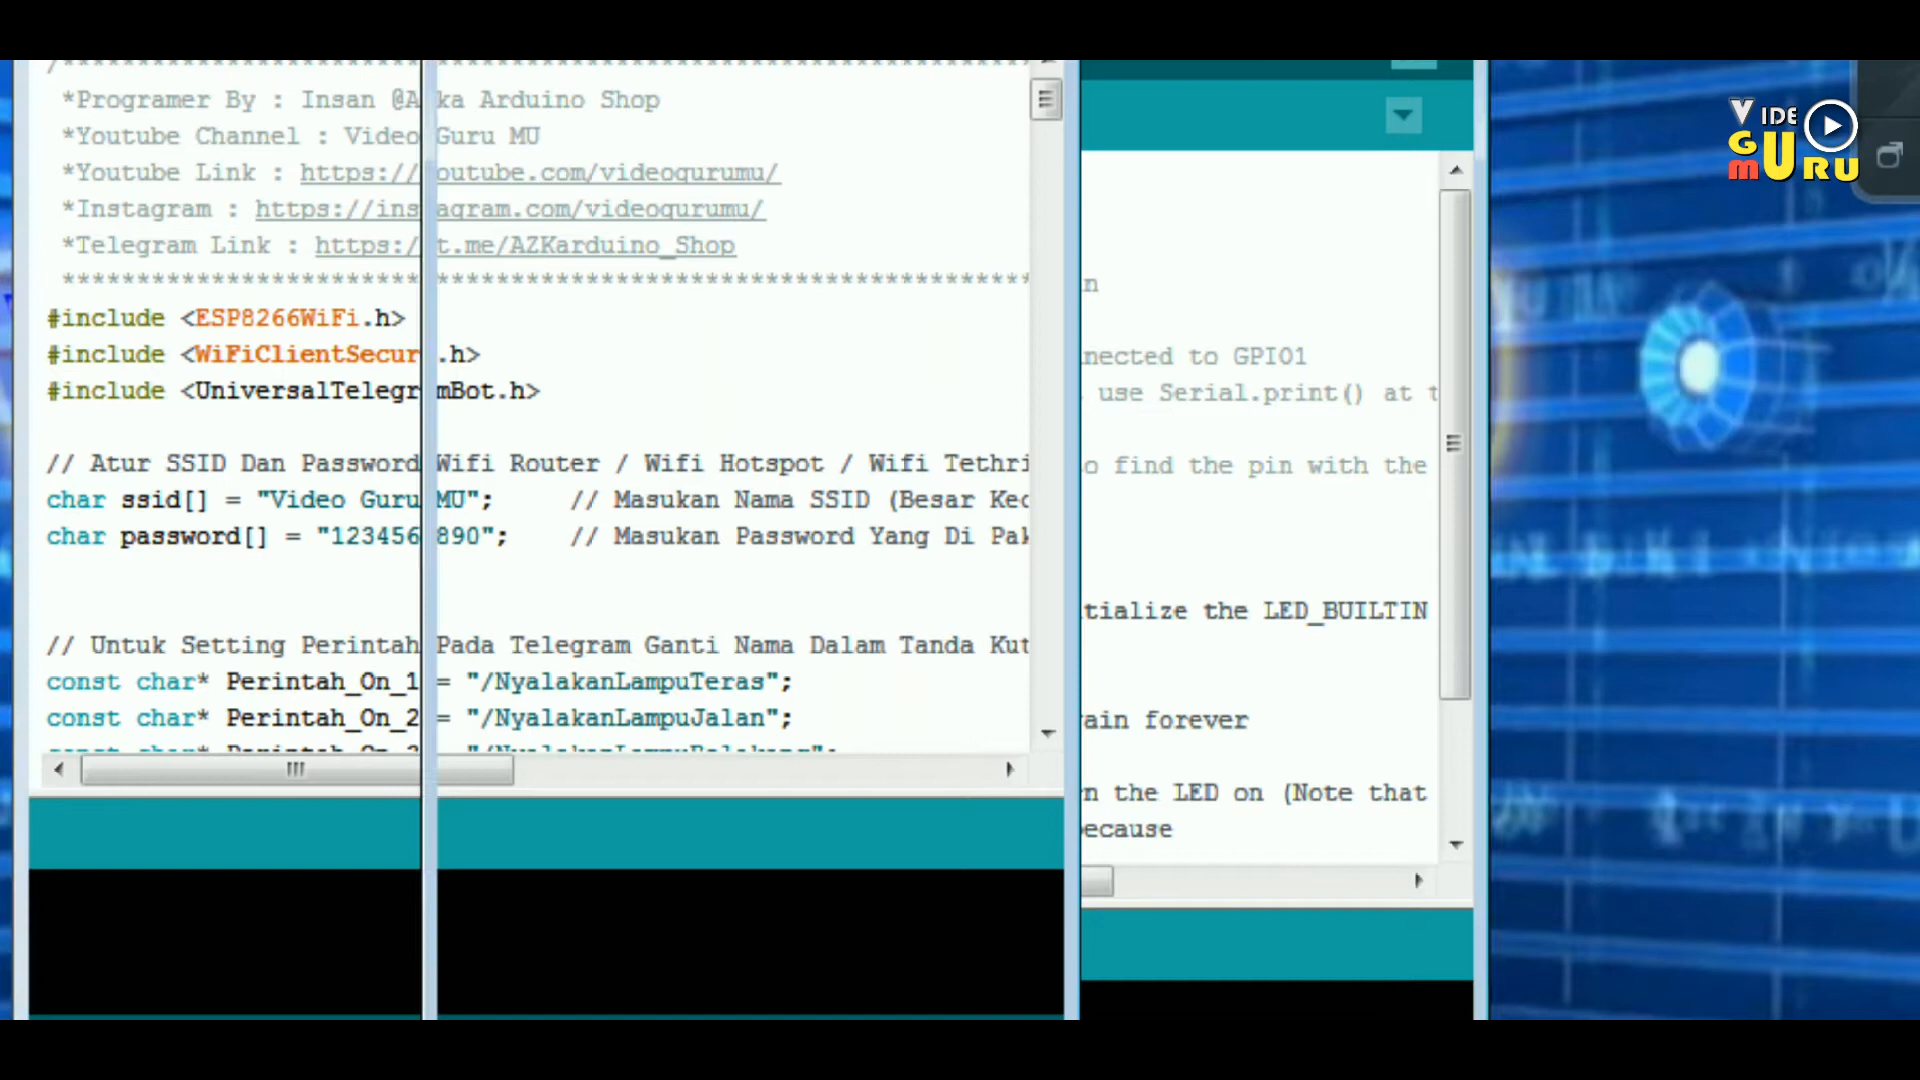 *Programer By : Insan @A ka Arduino Shop
*Youtube Channel : Video Guru MU
*Youtube Link : https:// outube.com/videogurumu/
*Instagram : https://ins agram.com/videogurumu/
*Telegram Link : https:/ t.me/AZKarduino_Shop
*********************************************************************
#include <ESP8266WiFi.h>
#include <WiFiClientSecur .h>
#include <UniversalTelegr mBot.h>
// Atur SSID Dan Password Wifi Router / Wifi Hotspot / Wifi Tethri
char ssid[] = "Video Guru MU"; // Masukan Nama SSID (Besar Kec
char password[] = "123456 890"; // Masukan Password Yang Di Pak
// Untuk Setting Perintah Pada Telegram Ganti Nama Dalam Tanda Kut
const char* Perintah_On_1 = "/NyalakanLampuTeras";
const char* Perintah_On_2 = "/NyalakanLampuJalan";
n
nected to GPIO1
use Serial.print() at t
o find the pin with the
tialize the LED_BUILTIN
ain forever
n the LED on (Note that
ecause
VIDE
GURU
MU